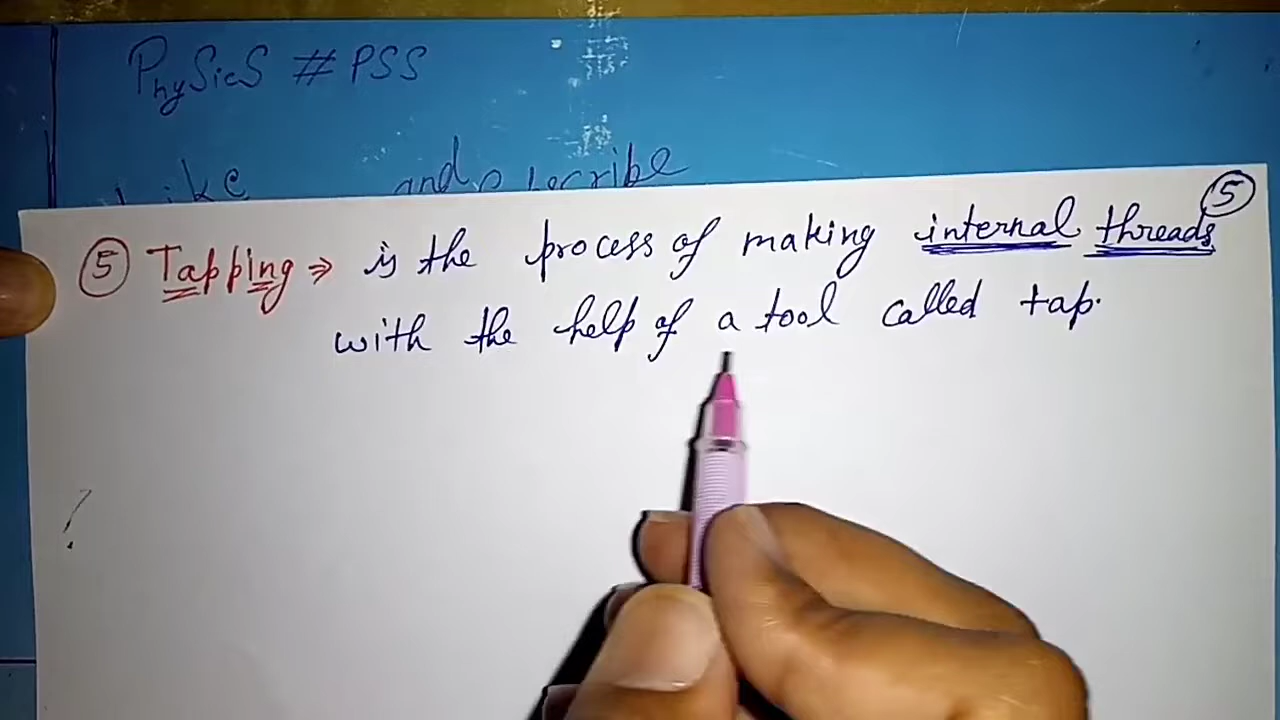 Physics # PSS
Like and
5
5 Tapping ⇒ is the process of making internal threads
with the help of a tool called tap.